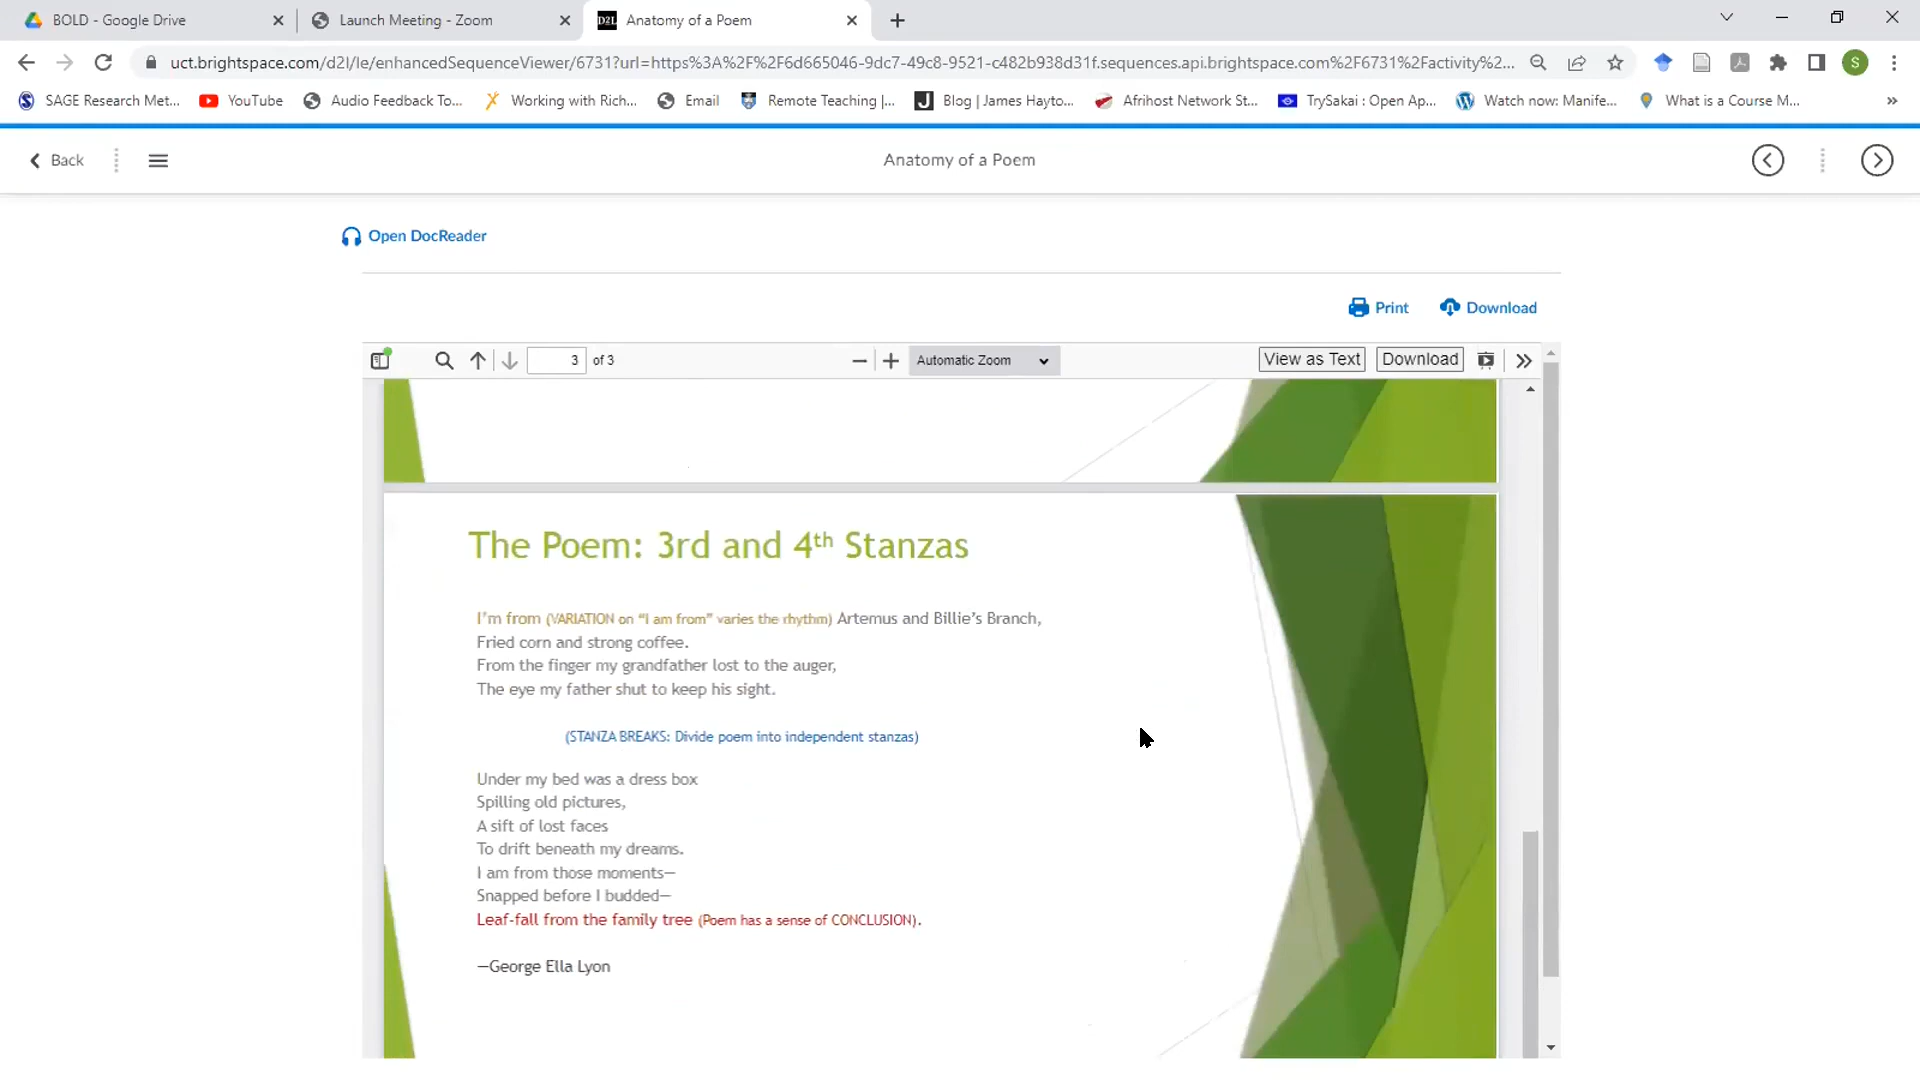 BOLD - Google Drive
Launch Meeting - Zoom
D2L Anatomy of a Poem
uct.brightspace.com/d2l/le/enhancedSequenceViewer/6731?url=https%3A%2F%2F6d665046-9dc7-49c8-9521-c482b938d31f.sequences.api.brightspace.com%2F6731%2Factivity%2...
S
SAGE Research Met...
YouTube
Audio Feedback To...
Working with Rich...
Email
Remote Teaching |...
Blog | James Hayto...
Afrihost Network St...
TrySakai : Open Ap...
Watch now: Manife...
What is a Course M...
»
Back
Anatomy of a Poem
Open DocReader
Print
Download
3 of 3
Automatic Zoom
View as Text
Download
The Poem: 3rd and 4th Stanzas
I'm from (VARIATION on "I am from" varies the rhythm) Artemus and Billie's Branch,
Fried corn and strong coffee.
From the finger my grandfather lost to the auger,
The eye my father shut to keep his sight.
(STANZA BREAKS: Divide poem into independent stanzas)
Under my bed was a dress box
Spilling old pictures,
A sift of lost faces
To drift beneath my dreams.
I am from those moments—
Snapped before I budded—
Leaf-fall from the family tree (Poem has a sense of CONCLUSION).
—George Ella Lyon